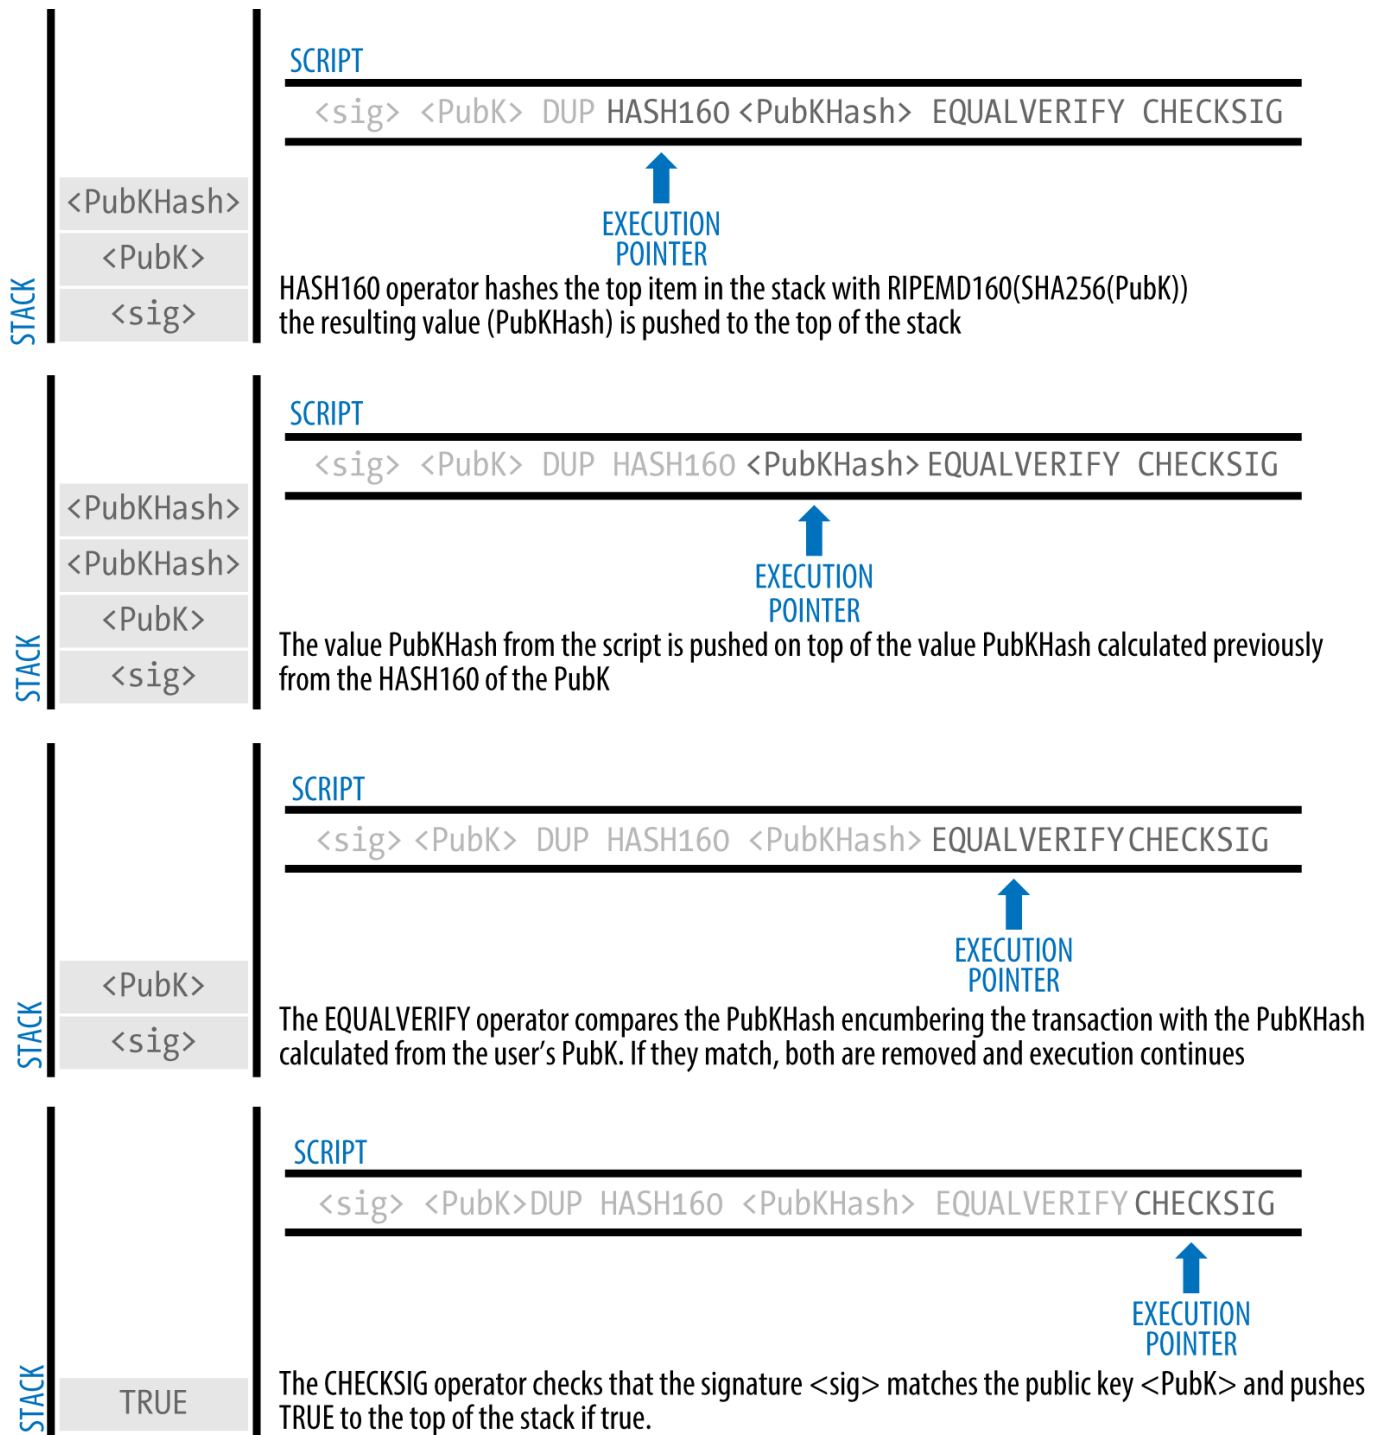 SCRIPT
<sig> <PubK> DUP HASH160 <PubKHash> EQUALVERIFY CHECKSIG
EXECUTION
POINTER
<PubKHash>
<PubK>
<sig>
STACK
HASH160 operator hashes the top item in the stack with RIPEMD160(SHA256(PubK))
the resulting value (PubKHash) is pushed to the top of the stack
SCRIPT
<sig> <PubK> DUP HASH160 <PubKHash> EQUALVERIFY CHECKSIG
EXECUTION
POINTER
<PubKHash>
<PubKHash>
<PubK>
<sig>
STACK
The value PubKHash from the script is pushed on top of the value PubKHash calculated previously
from the HASH160 of the PubK
SCRIPT
<sig> <PubK> DUP HASH160 <PubKHash> EQUALVERIFY CHECKSIG
EXECUTION
POINTER
<PubK>
<sig>
STACK
The EQUALVERIFY operator compares the PubKHash encumbering the transaction with the PubKHash
calculated from the user’s PubK. If they match, both are removed and execution continues
SCRIPT
<sig> <PubK> DUP HASH160 <PubKHash> EQUALVERIFY CHECKSIG
EXECUTION
POINTER
TRUE
STACK
The CHECKSIG operator checks that the signature <sig> matches the public key <PubK> and pushes
TRUE to the top of the stack if true.